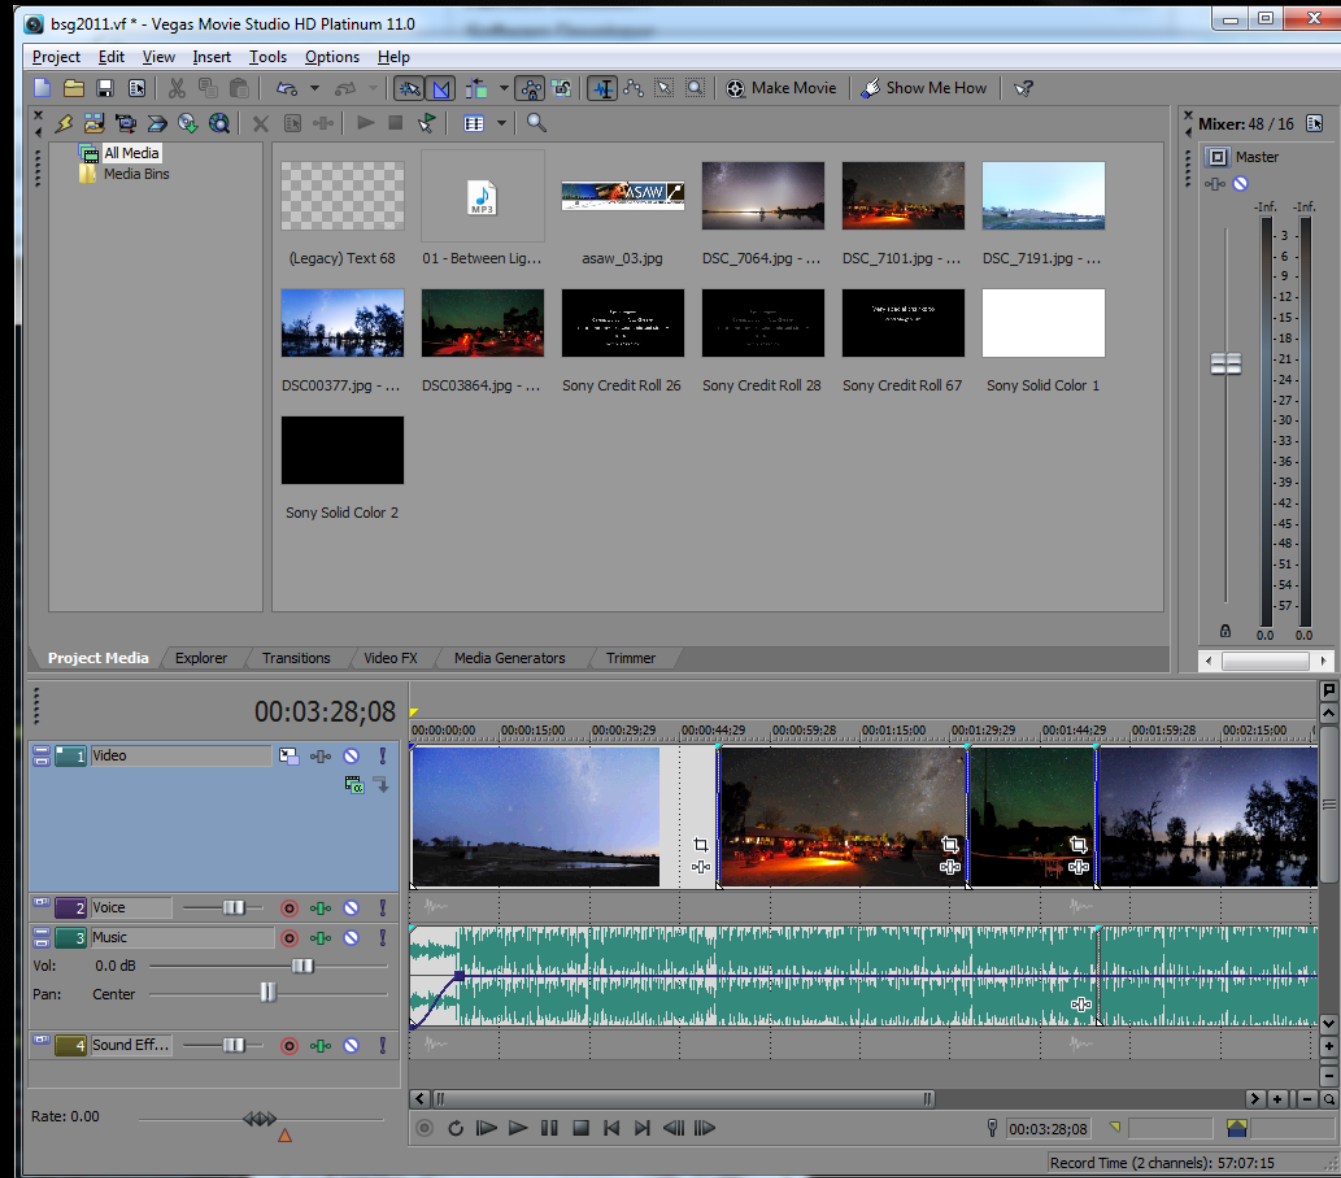 bsg2011.vf * - Vegas Movie Studio HD Platinum 11.0
Project Edit View Insert Tools Options Help
Make Movie Show Me How
All Media
Media Bins
MP3
ASAW
(Legacy) Text 68
01 - Between Lig...
asaw_03.jpg
DSC_7064.jpg - ...
DSC_7101.jpg - ...
DSC_7191.jpg - ...
Very special thanks to
DSC00377.jpg - ...
DSC03864.jpg - ...
Sony Credit Roll 26
Sony Credit Roll 28
Sony Credit Roll 67
Sony Solid Color 1
Sony Solid Color 2
Project Media Explorer Transitions Video FX Media Generators Trimmer
Mixer: 48 / 16
Master
-Inf. -Inf.
- 3 -
- 6 -
- 9 -
- 12 -
- 15 -
- 18 -
- 21 -
- 24 -
- 27 -
- 30 -
- 33 -
- 36 -
- 39 -
- 42 -
- 45 -
- 48 -
- 51 -
- 54 -
- 57 -
0.0 0.0
00:03:28;08
00:00:00;00 00:00:15;00 00:00:29;29 00:00:44;29 00:00:59;28 00:01:15;00 00:01:29;29 00:01:44;29 00:01:59;28 00:02:15;00
1 Video
2 Voice
3 Music
Vol: 0.0 dB
Pan: Center
4 Sound Eff...
Rate: 0.00
00:03:28;08
Record Time (2 channels): 57:07:15